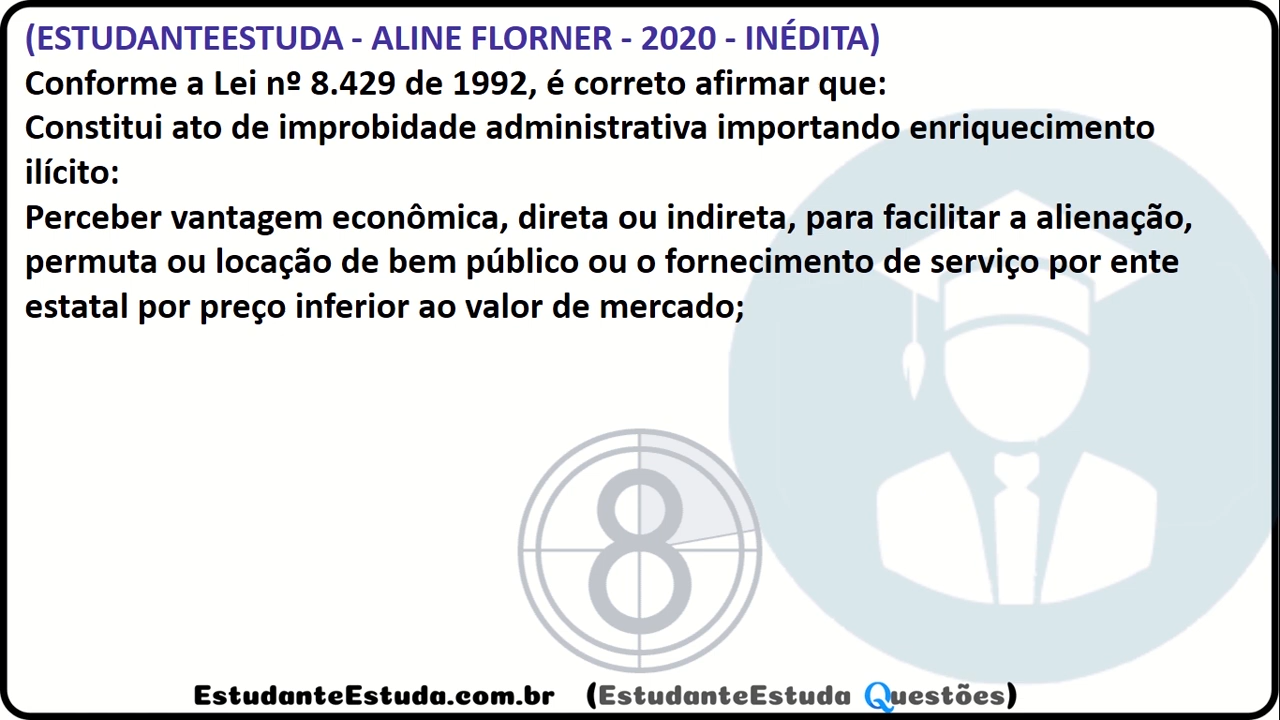 (ESTUDANTEESTUDA - ALINE FLORNER - 2020 - INÉDITA)
Conforme a Lei nº 8.429 de 1992, é correto afirmar que:
Constitui ato de improbidade administrativa importando enriquecimento
ilícito:
Perceber vantagem econômica, direta ou indireta, para facilitar a alienação,
permuta ou locação de bem público ou o fornecimento de serviço por ente
estatal por preço inferior ao valor de mercado;
8
EstudanteEstuda.com.br (EstudanteEstuda Questões)